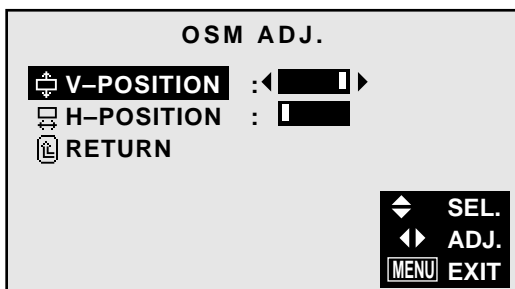 OSM ADJ.
V–POSITION :
H–POSITION :
RETURN
SEL.
ADJ.
MENU EXIT